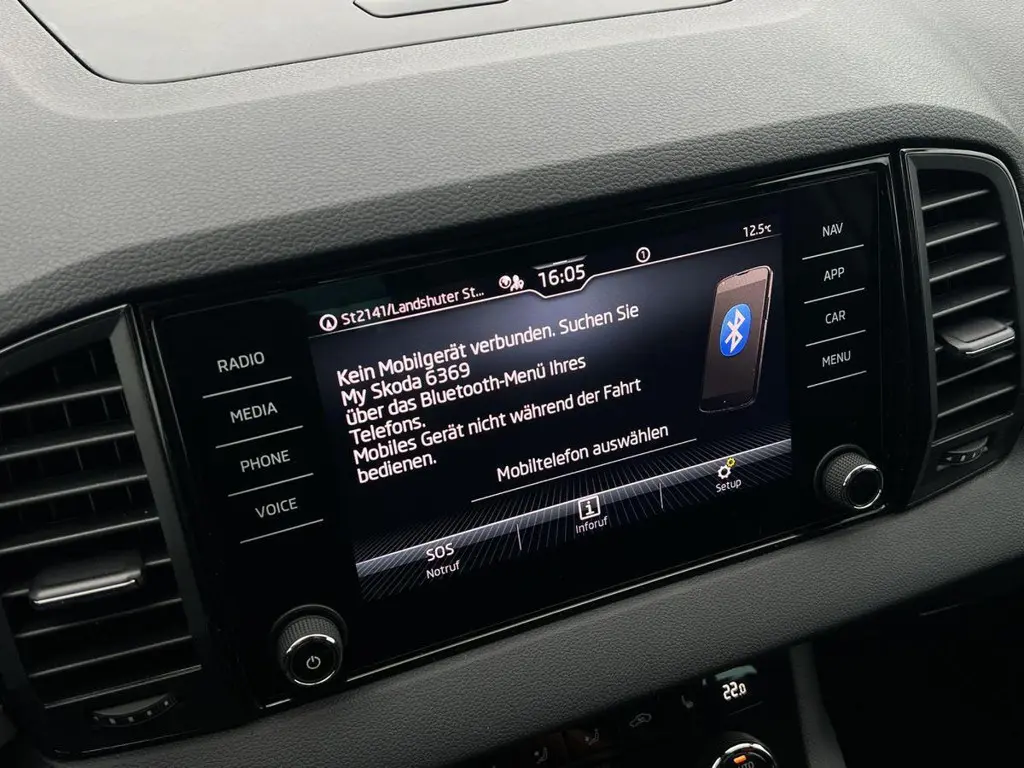 St2141/Landshuter St...
16:05
1
12.5°C
RADIO
MEDIA
PHONE
VOICE
Kein Mobilgerät verbunden. Suchen Sie
My Skoda 6369
über das Bluetooth-Menü Ihres
Telefons.
Mobiles Gerät nicht während der Fahrt
bedienen.
Mobiltelefon auswählen
SOS
Notruf
i
Inforuf
Setup
NAV
APP
CAR
MENU
22.0
AUTO